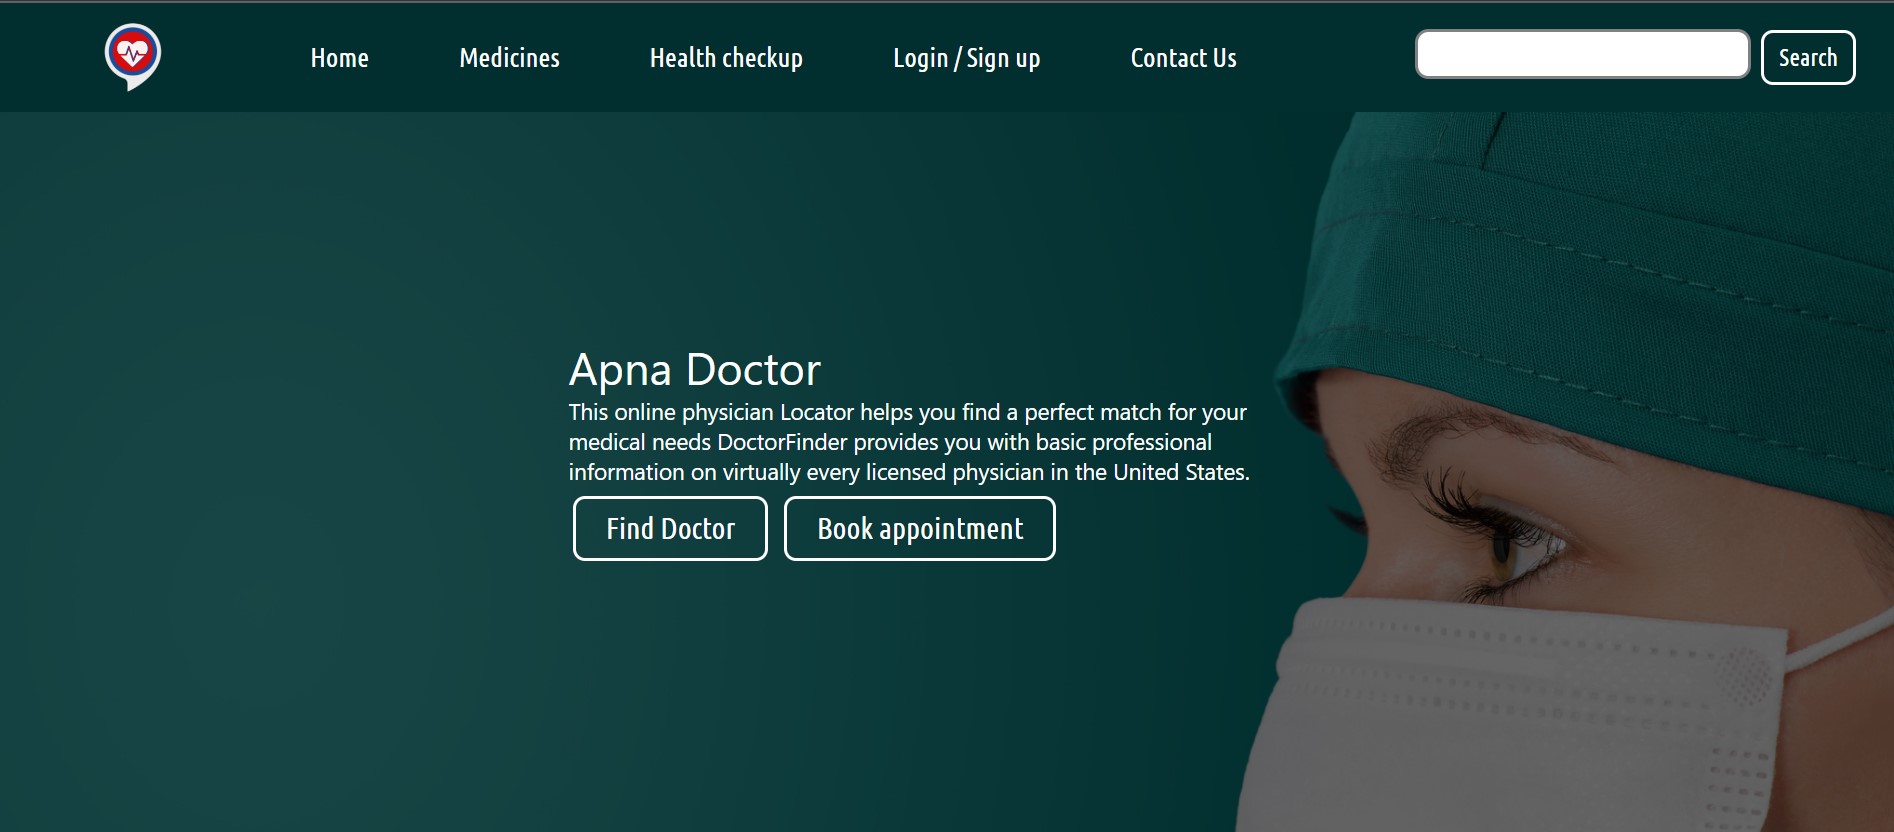 Home
Medicines
Health checkup
Login / Sign up
Contact Us
Search
Apna Doctor
This online physician Locator helps you find a perfect match for your
medical needs DoctorFinder provides you with basic professional
information on virtually every licensed physician in the United States.
Find Doctor
Book appointment